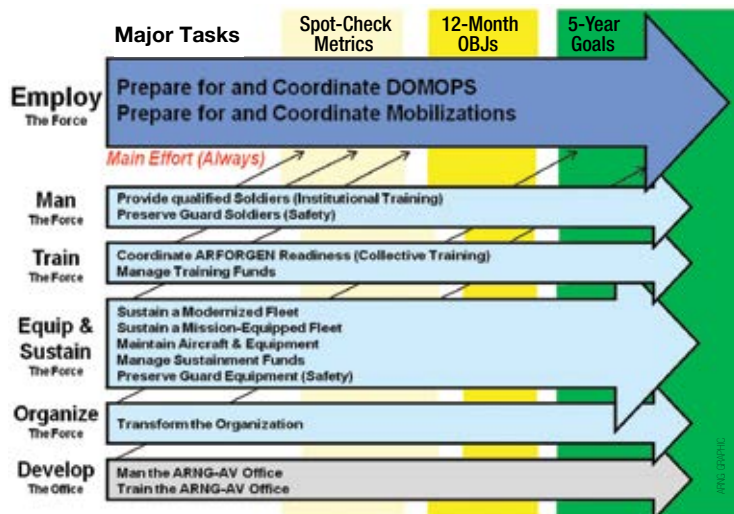 Major Tasks
Spot-Check
Metrics
12-Month
OBJs
5-Year
Goals
Employ
The Force
Prepare for and Coordinate DOMOPS
Prepare for and Coordinate Mobilizations
Main Effort (Always)
Man
The Force
Provide qualified Soldiers (Institutional Training)
Preserve Guard Soldiers (Safety)
Train
The Force
Coordinate ARFORGEN Readiness (Collective Training)
Manage Training Funds
Equip &
Sustain
The Force
Sustain a Modernized Fleet
Sustain a Mission-Equipped Fleet
Maintain Aircraft & Equipment
Manage Sustainment Funds
Preserve Guard Equipment (Safety)
Organize
The Force
Transform the Organization
Develop
The Office
Man the ARNG-AV Office
Train the ARNG-AV Office
ARNG GRAPHIC